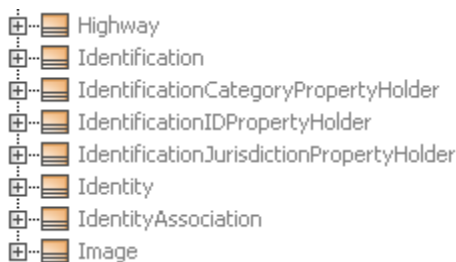 Highway
Identification
IdentificationCategoryPropertyHolder
IdentificationIDPropertyHolder
IdentificationJurisdictionPropertyHolder
Identity
IdentityAssociation
Image